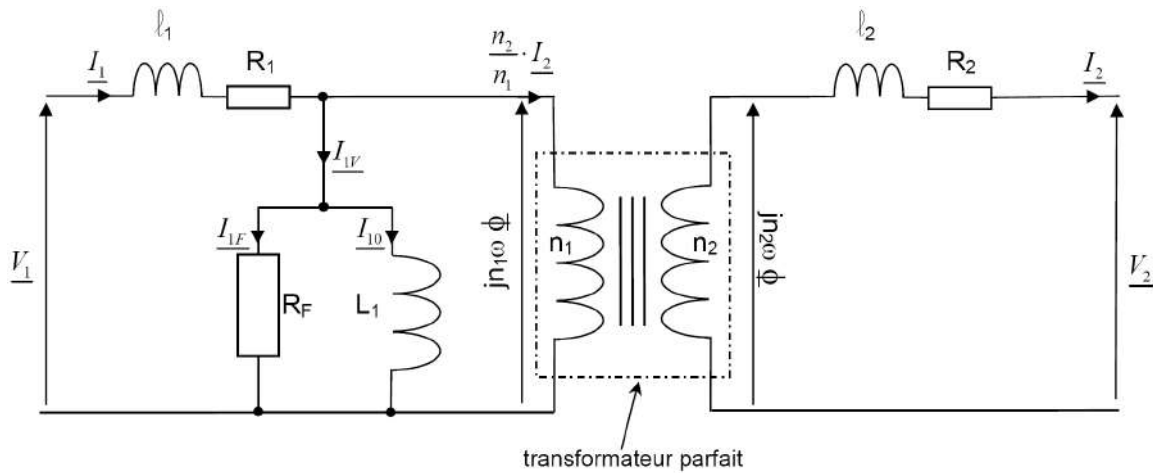 ℓ1
R1
I1
n2/n1 · I2
ℓ2
R2
I2
I1V
I1F
I10
V1
RF
L1
jn1ω ϕ
n1
n2
jn2ω ϕ
V2
transformateur parfait